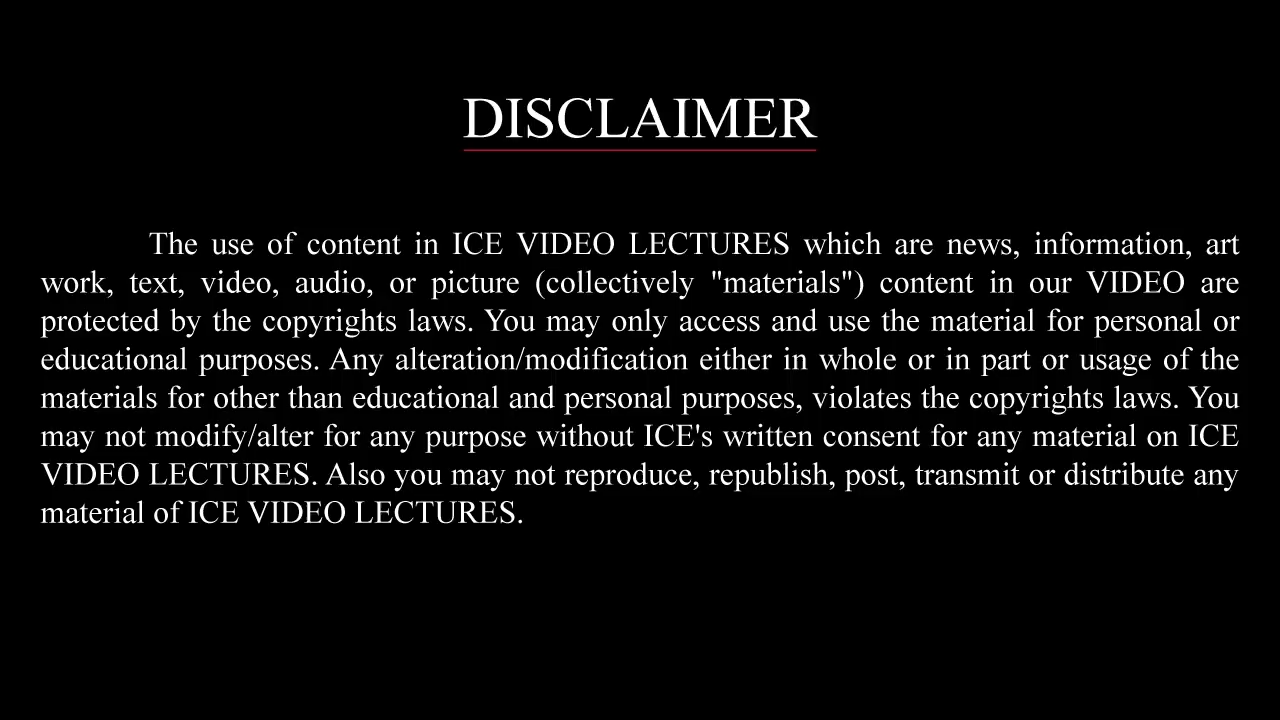 DISCLAIMER
The use of content in ICE VIDEO LECTURES which are news, information, art
work, text, video, audio, or picture (collectively "materials") content in our VIDEO are
protected by the copyrights laws. You may only access and use the material for personal or
educational purposes. Any alteration/modification either in whole or in part or usage of the
materials for other than educational and personal purposes, violates the copyrights laws. You
may not modify/alter for any purpose without ICE's written consent for any material on ICE
VIDEO LECTURES. Also you may not reproduce, republish, post, transmit or distribute any
material of ICE VIDEO LECTURES.